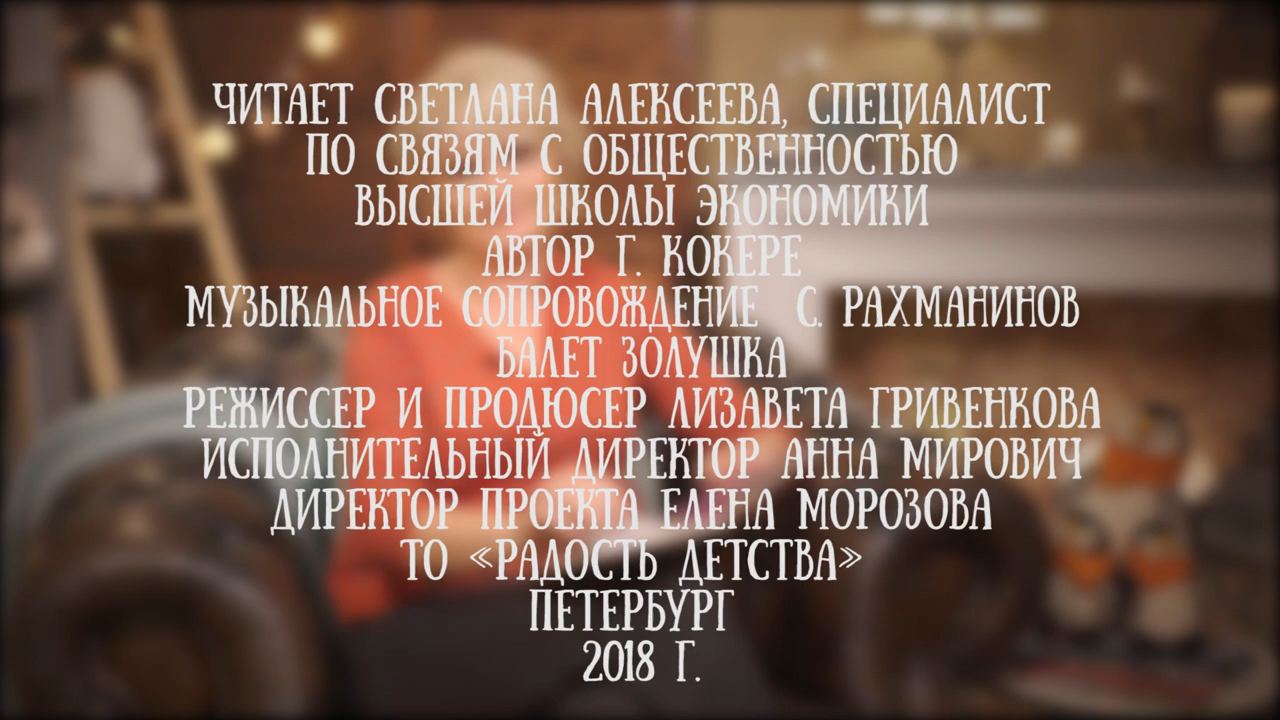 ЧИТАЕТ СВЕТЛАНА АЛЕКСЕЕВА, СПЕЦИАЛИСТ
ПО СВЯЗЯМ С ОБЩЕСТВЕННОСТЬЮ
ВЫСШЕЙ ШКОЛЫ ЭКОНОМИКИ
АВТОР Г. КОКЕРЕ
МУЗЫКАЛЬНОЕ СОПРОВОЖДЕНИЕ С. РАХМАНИНОВ
БАЛЕТ ЗОЛУШКА
РЕЖИССЕР И ПРОДЮСЕР ЛИЗАВЕТА ГРИВЕНКОВА
ИСПОЛНИТЕЛЬНЫЙ ДИРЕКТОР АННА МИРОВИЧ
ДИРЕКТОР ПРОЕКТА ЕЛЕНА МОРОЗОВА
ТО «РАДОСТЬ ДЕТСТВА»
ПЕТЕРБУРГ
2018 Г.